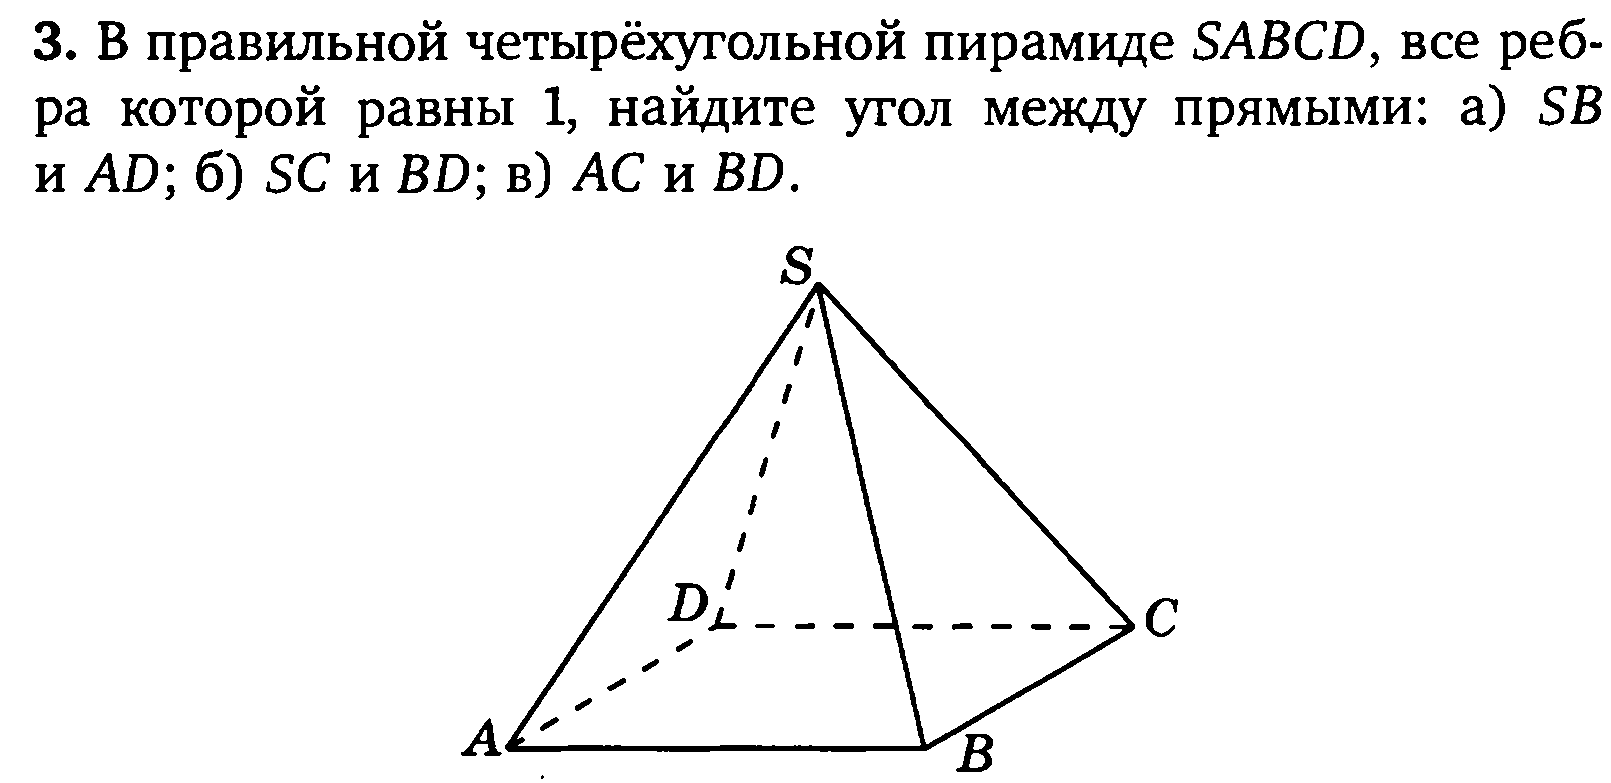 3. В правильной четырёхугольной пирамиде SABCD, все реб-
ра которой равны 1, найдите угол между прямыми: а) SB
и AD; б) SC и BD; в) AC и BD.
S
D
C
A
B